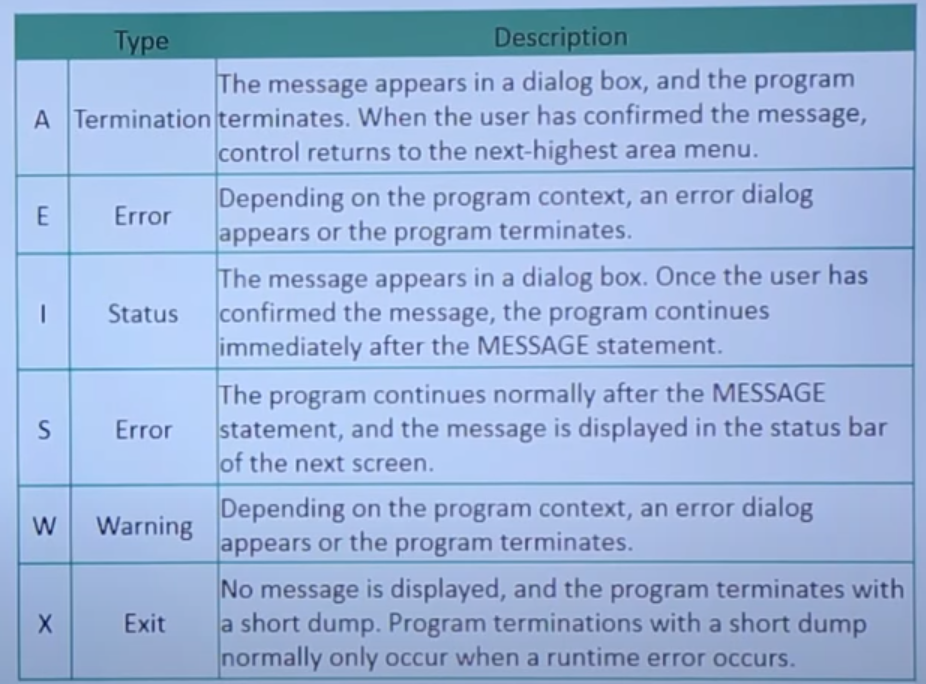 Type Description
The message appears in a dialog box, and the program
A Termination terminates. When the user has confirmed the message,
control returns to the next-highest area menu.
Depending on the program context, an error dialog
E Error appears or the program terminates.
The message appears in a dialog box. Once the user has
I Status confirmed the message, the program continues
immediately after the MESSAGE statement.
The program continues normally after the MESSAGE
S Error statement, and the message is displayed in the status bar
of the next screen.
Depending on the program context, an error dialog
W Warning appears or the program terminates.
No message is displayed, and the program terminates with
X Exit a short dump. Program terminations with a short dump
normally only occur when a runtime error occurs.